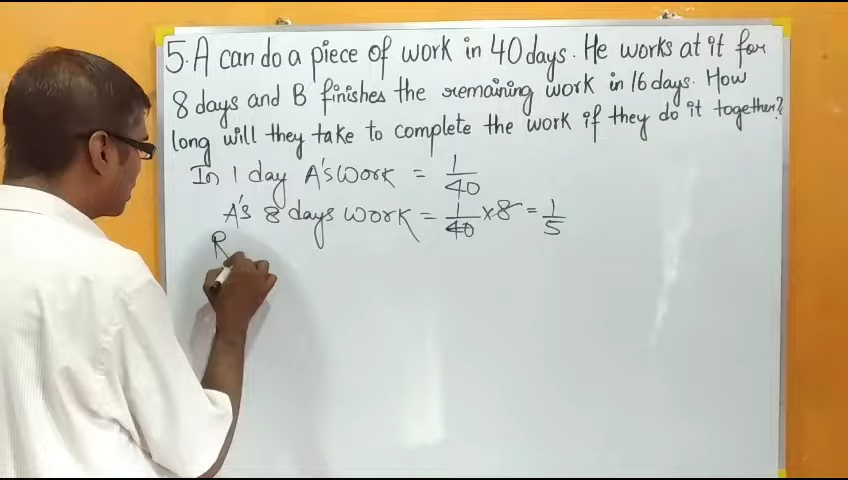 5. A can do a piece of work in 40 days. He works at it for
8 days and B finishes the remaining work in 16 days. How
long will they take to complete the work if they do it together?
In 1 day A's work = 1/40
A's 8 days work = 1/40 × 8 = 1/5
R